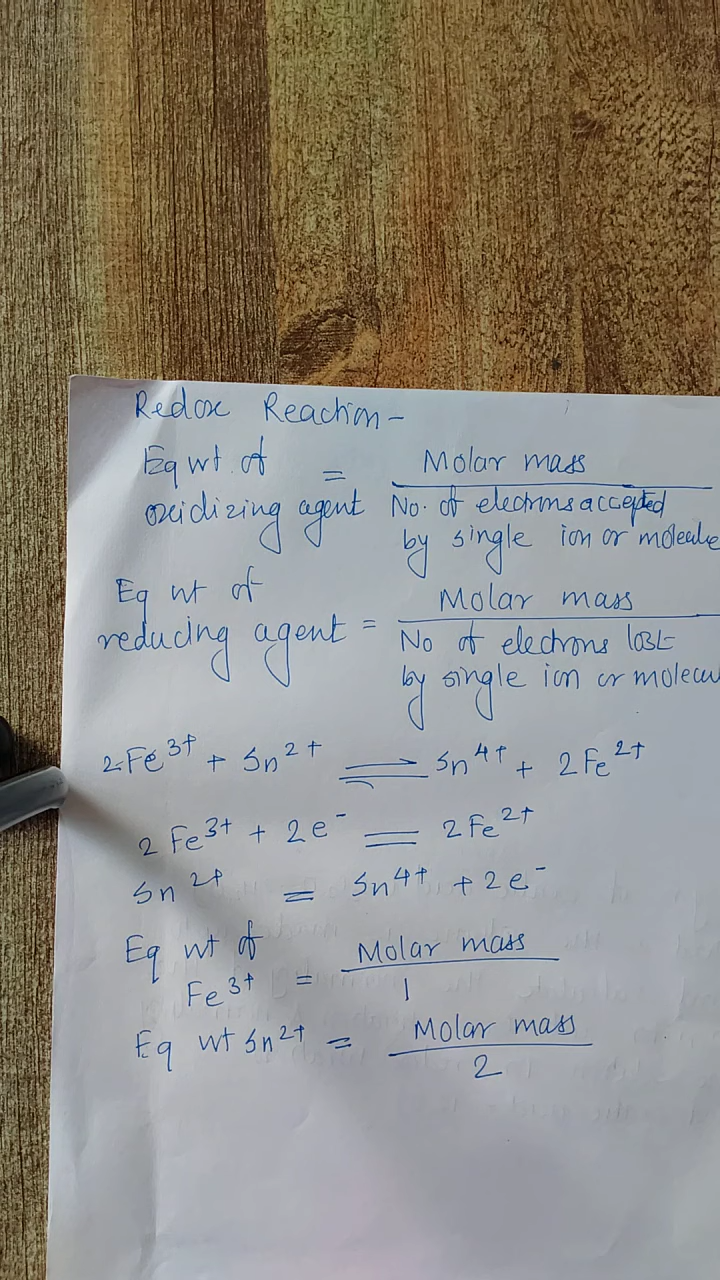 Redox Reaction -
Eq wt. of = Molar mass
oxidizing agent No. of electrons accepted
by single ion or molecule
Eq wt of Molar mass
reducing agent = No of electrons lost
by single ion or molecu
2Fe³⁺ + Sn²⁺ ⇌ Sn⁴⁺ + 2Fe²⁺
2Fe³⁺ + 2e⁻ = 2Fe²⁺
Sn²⁺ = Sn⁴⁺ + 2e⁻
Eq wt of Molar mass
Fe³⁺ = 1
Eq wt Sn²⁺ = Molar mass
2